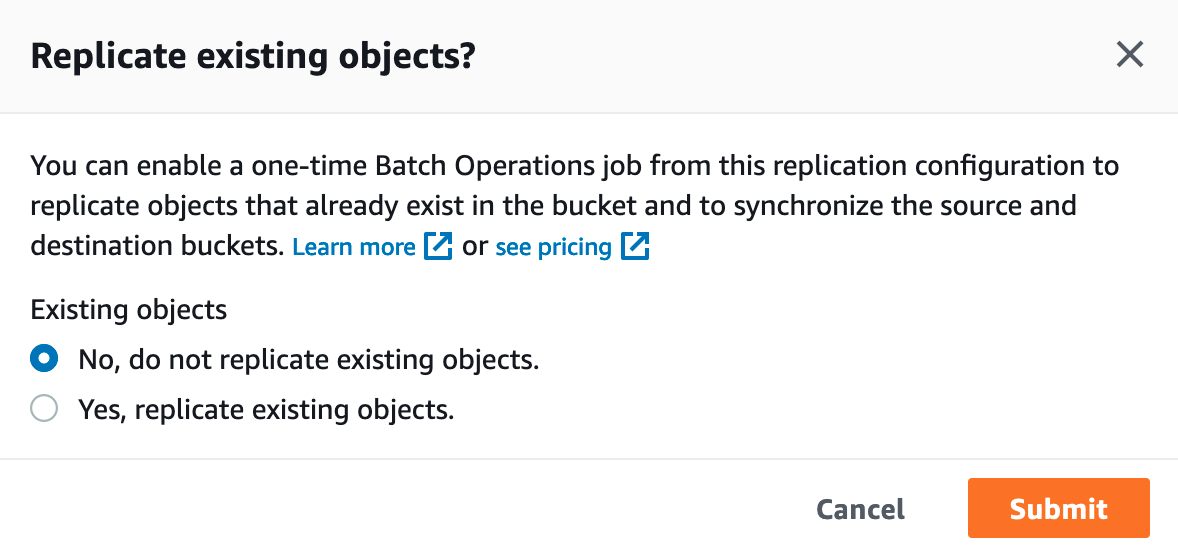 Replicate existing objects?
You can enable a one-time Batch Operations job from this replication configuration to
replicate objects that already exist in the bucket and to synchronize the source and
destination buckets. Learn more or see pricing
Existing objects
No, do not replicate existing objects.
Yes, replicate existing objects.
Cancel Submit